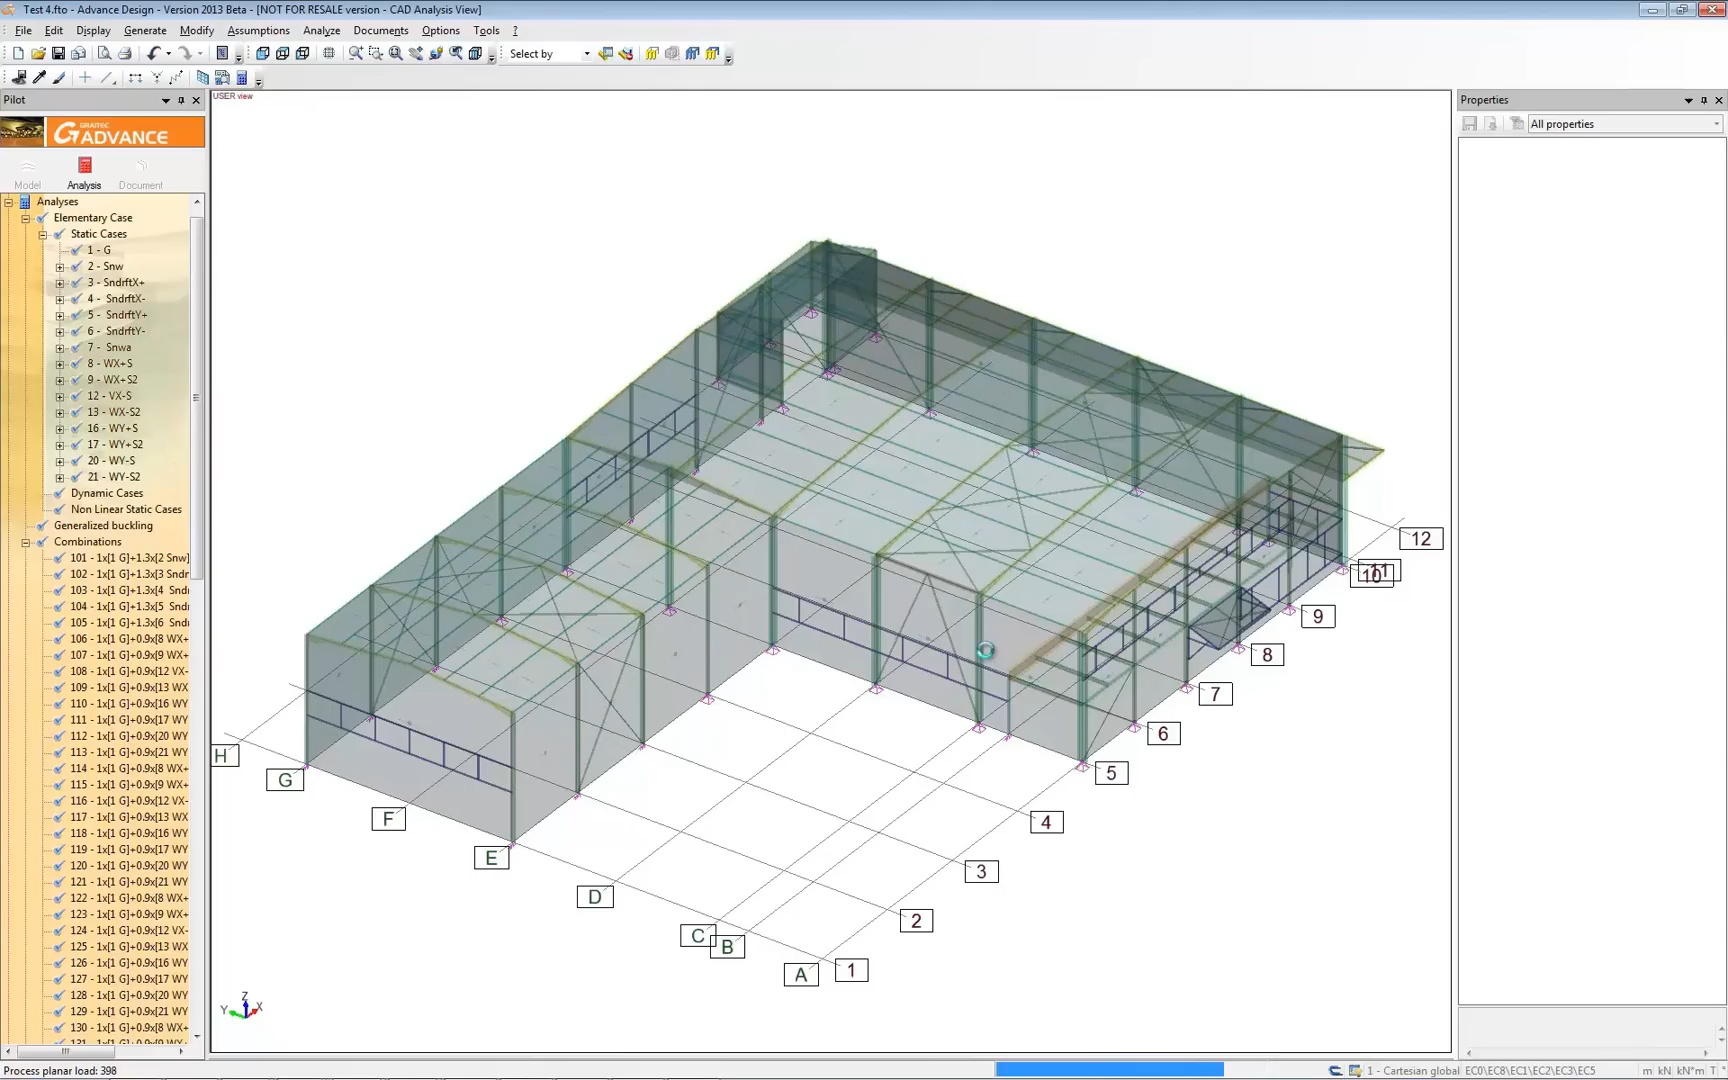 Test 4.fto - Advance Design - Version 2013 Beta - [NOT FOR RESALE version - CAD Analysis View]
File Edit Display Generate Modify Assumptions Analyze Documents Options Tools ?
Select by
Pilot
USER view
Properties
GRAITEC
ADVANCE
All properties
Model Analysis Document
Analyses
Elementary Case
Static Cases
1 - G
2 - Snw
3 - SndrftX+
4 - SndrftX-
5 - SndrftY+
6 - SndrftY-
7 - Snwa
8 - WX+S
9 - WX+S2
12 - VX-S
13 - WX-S2
16 - WY+S
17 - WY+S2
20 - WY-S
21 - WY-S2
Dynamic Cases
Non Linear Static Cases
Generalized buckling
Combinations
101 - 1x[1 G]+1.3x[2 Snw]
102 - 1x[1 G]+1.3x[3 Sndr
103 - 1x[1 G]+1.3x[4 Sndr
104 - 1x[1 G]+1.3x[5 Sndr
105 - 1x[1 G]+1.3x[6 Sndr
106 - 1x[1 G]+0.9x[8 WX+
107 - 1x[1 G]+0.9x[9 WX+
108 - 1x[1 G]+0.9x[12 VX-
109 - 1x[1 G]+0.9x[13 WX
110 - 1x[1 G]+0.9x[16 WY
111 - 1x[1 G]+0.9x[17 WY
112 - 1x[1 G]+0.9x[20 WY
113 - 1x[1 G]+0.9x[21 WY
114 - 1x[1 G]+0.9x[8 WX+
115 - 1x[1 G]+0.9x[9 WX+
116 - 1x[1 G]+0.9x[12 VX-
117 - 1x[1 G]+0.9x[13 WX
118 - 1x[1 G]+0.9x[16 WY
119 - 1x[1 G]+0.9x[17 WY
120 - 1x[1 G]+0.9x[20 WY
121 - 1x[1 G]+0.9x[21 WY
122 - 1x[1 G]+0.9x[8 WX+
123 - 1x[1 G]+0.9x[9 WX+
124 - 1x[1 G]+0.9x[12 VX-
125 - 1x[1 G]+0.9x[13 WX
126 - 1x[1 G]+0.9x[16 WY
127 - 1x[1 G]+0.9x[17 WY
128 - 1x[1 G]+0.9x[20 WY
129 - 1x[1 G]+0.9x[21 WY
130 - 1x[1 G]+0.9x[8 WX+
12
11
10
9
8
7
6
5
4
3
2
1
H
G
F
E
D
C
B
A
Z
Y X
Process planar load: 398
1 - Cartesian global EC0\EC8\EC1\EC2\EC3\EC5 m kN kN*m T